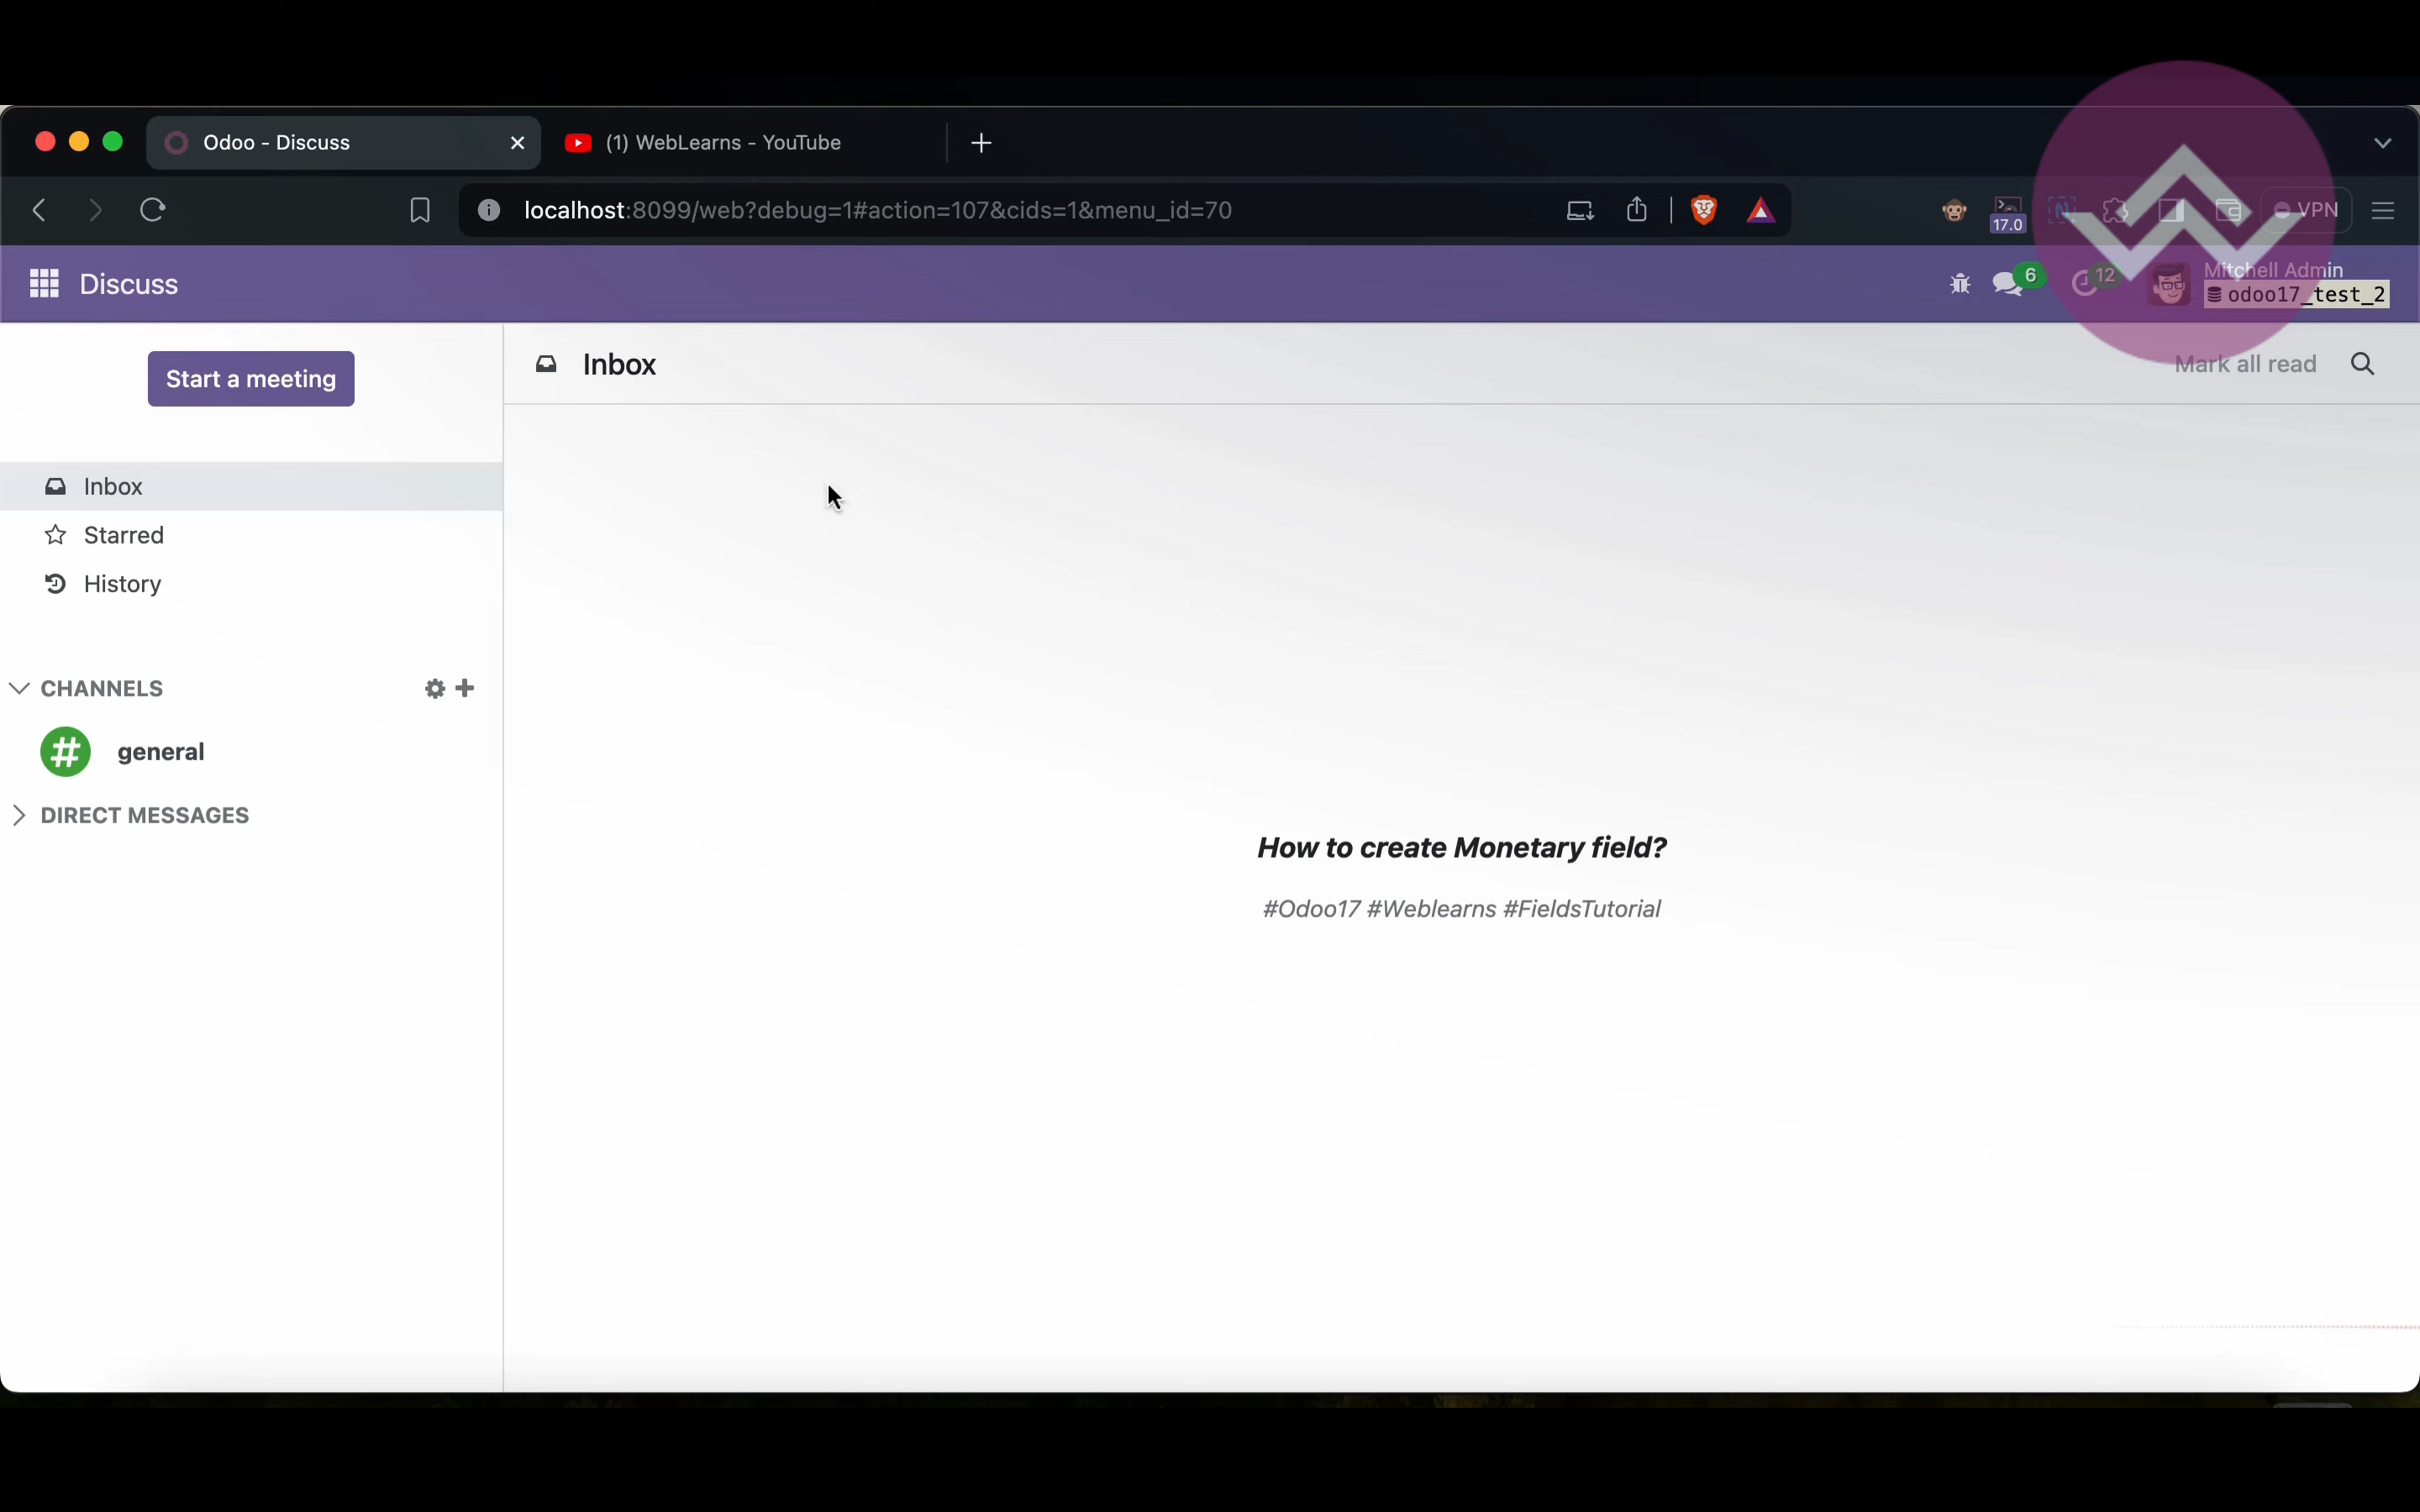 Odoo - Discuss
(1) WebLearns - YouTube
localhost:8099/web?debug=1#action=107&cids=1&menu_id=70
17.0
VPN
Discuss
6
12
Mitchell Admin
odoo17_test_2
Start a meeting
Inbox
Mark all read
Inbox
Starred
History
CHANNELS
general
DIRECT MESSAGES
How to create Monetary field?
#Odoo17 #Weblearns #FieldsTutorial